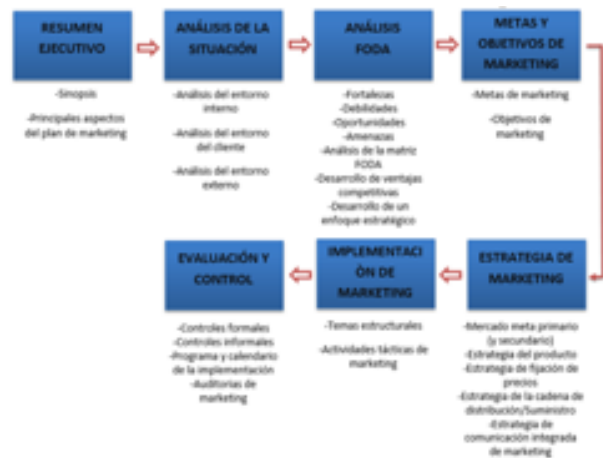 RESUMEN
EJECUTIVO
-Sinopsis
-Principales aspectos
del plan de marketing
ANÁLISIS DE LA
SITUACIÓN
-Análisis del entorno
interno
-Análisis del entorno
del cliente
-Análisis del entorno
externo
ANÁLISIS
FODA
-Fortalezas
-Debilidades
-Oportunidades
-Amenazas
-Análisis de la matriz
FODA
-Desarrollo de ventajas
competitivas
-Desarrollo de un
enfoque estratégico
METAS Y
OBJETIVOS DE
MARKETING
-Metas de marketing
-Objetivos de
marketing
ESTRATEGIA DE
MARKETING
-Mercado meta primario
(y secundario)
-Estrategia del producto
-Estrategia de fijación de
precios
-Estrategia de la cadena de
distribución/Suministro
-Estrategia de
comunicación integrada
de marketing
IMPLEMENTACI
ÒN DE
MARKETING
-Temas estructurales
-Actividades tácticas de
marketing
EVALUACIÓN Y
CONTROL
-Controles formales
-Controles informales
-Programa y calendario
de la implementación
-Auditorias de
marketing